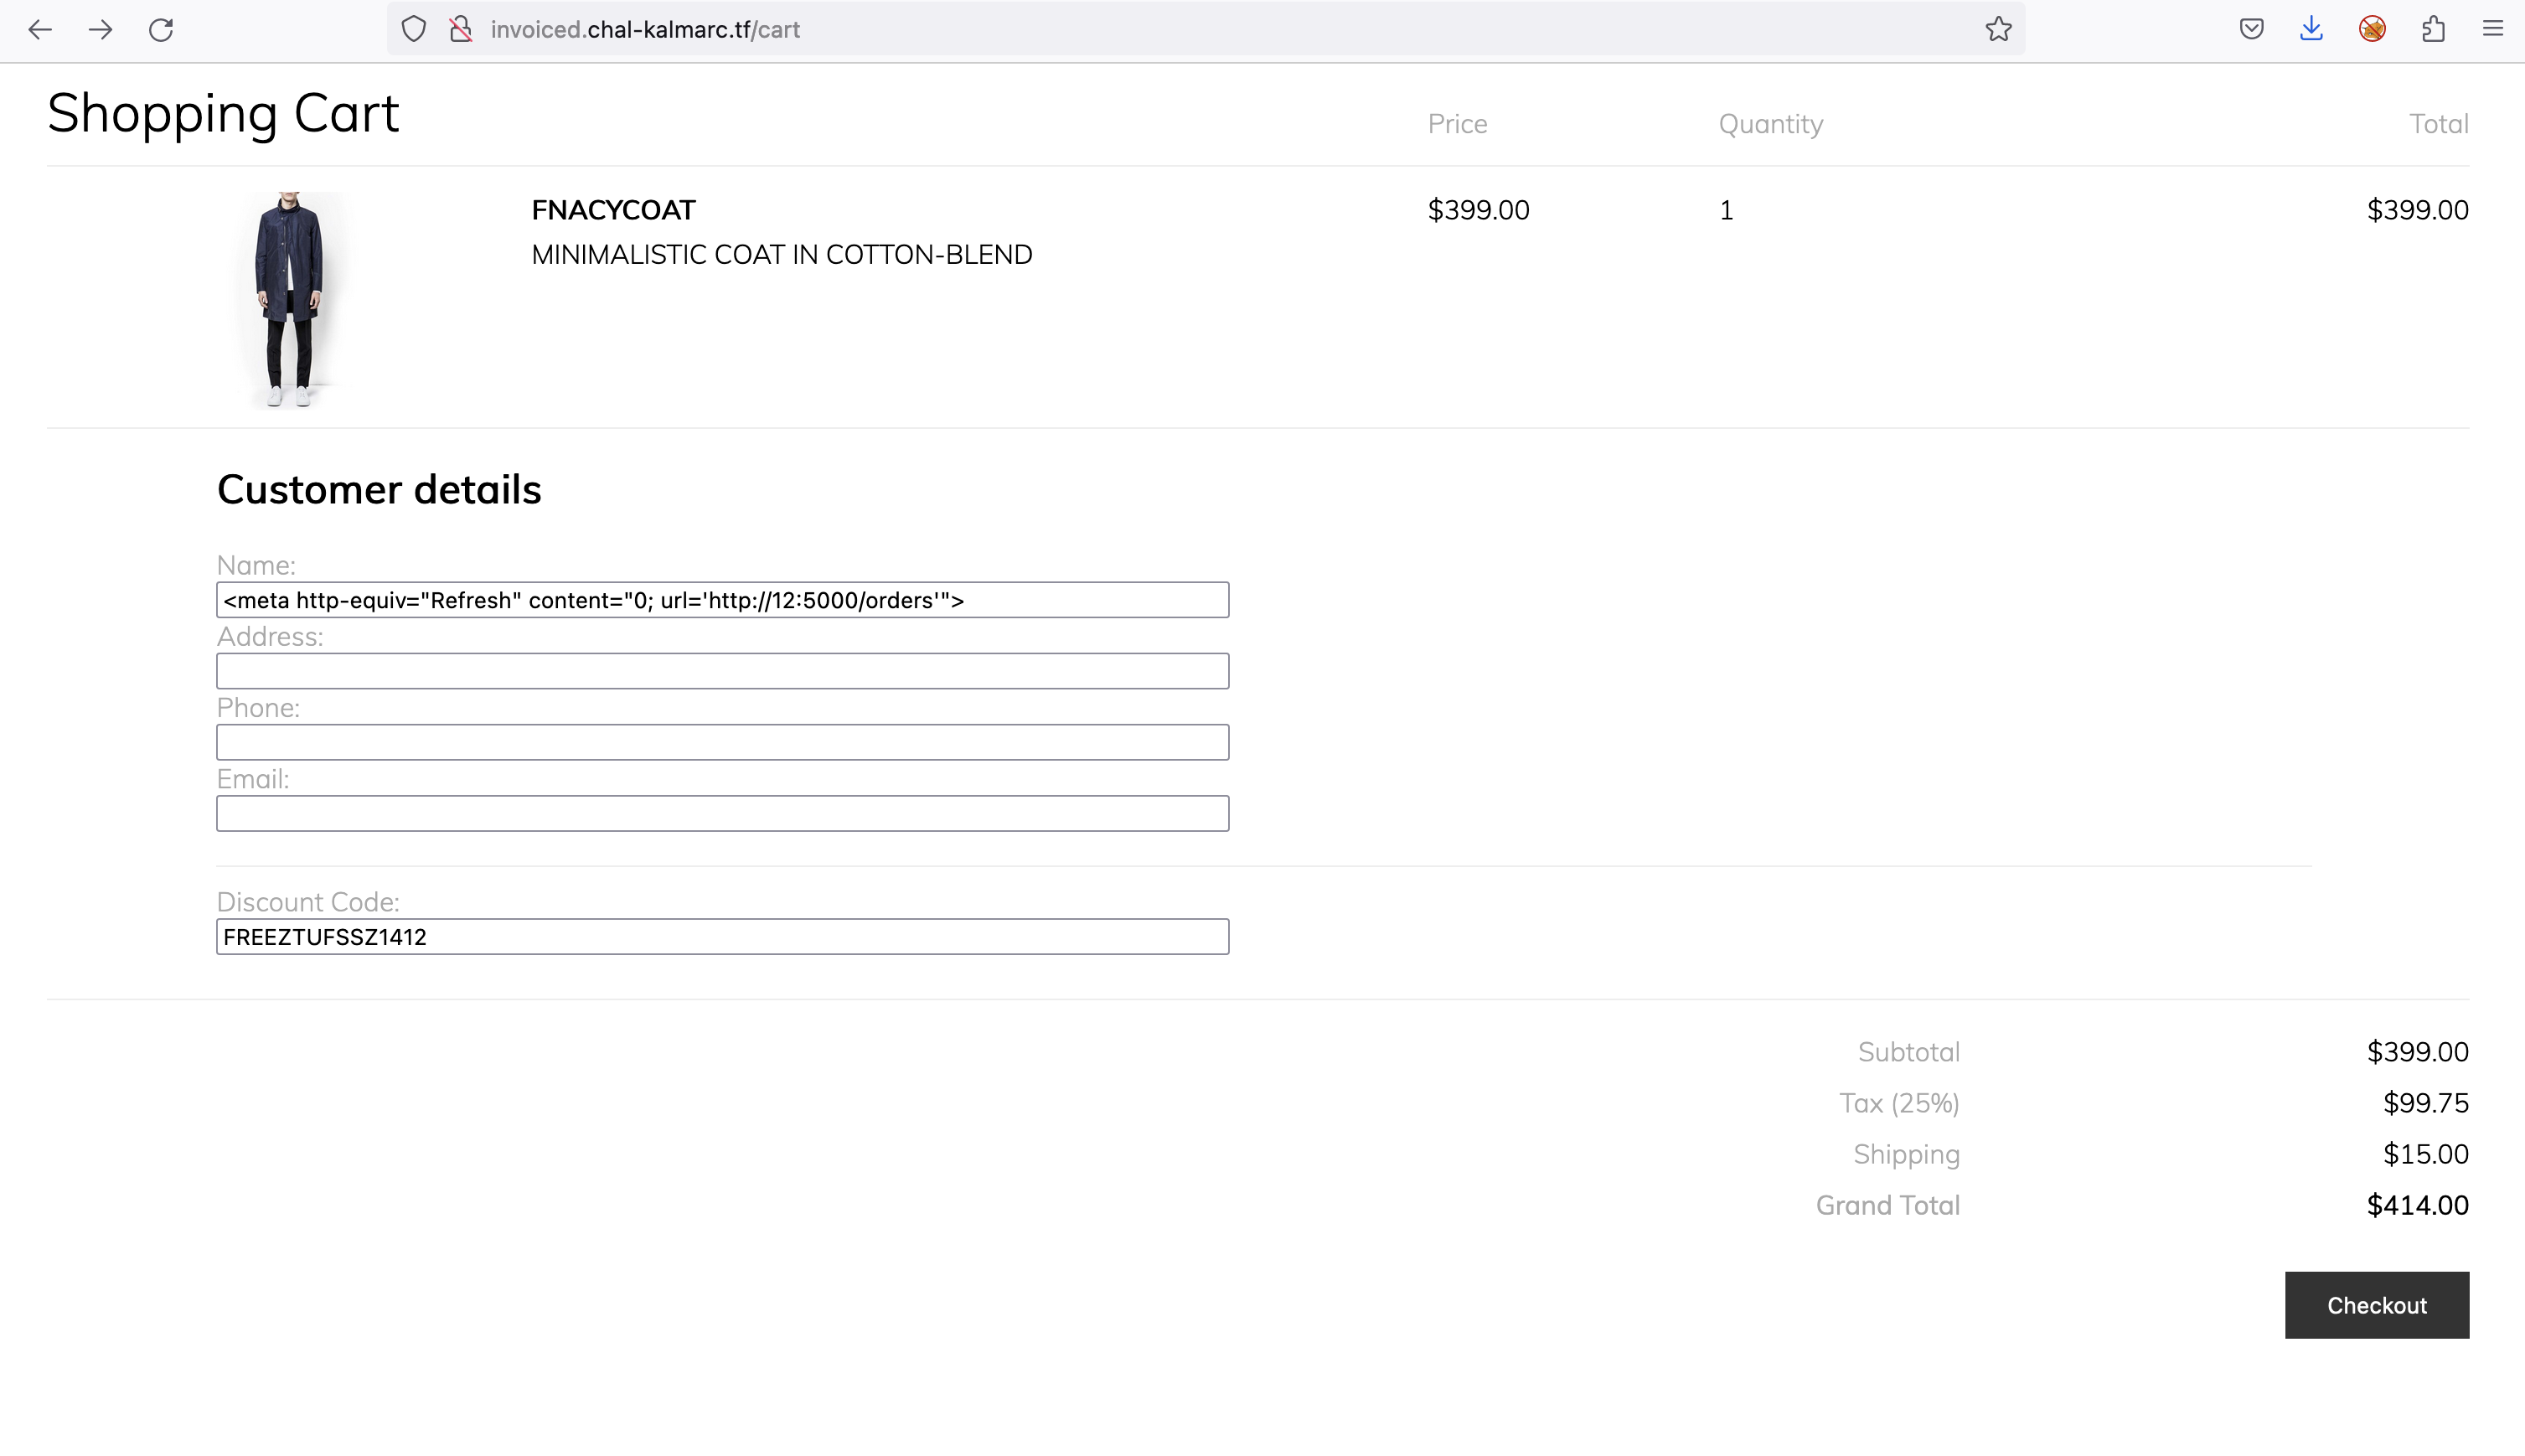 invoiced.chal-kalmarc.tf/cart
Shopping Cart Price Quantity Total
FNACYCOAT $399.00 1 $399.00
MINIMALISTIC COAT IN COTTON-BLEND
Customer details
Name:
<meta http-equiv="Refresh" content="0; url='http://12:5000/orders'">
Address:
Phone:
Email:
Discount Code:
FREEZTUFSSZ1412
Subtotal $399.00
Tax (25%) $99.75
Shipping $15.00
Grand Total $414.00
Checkout